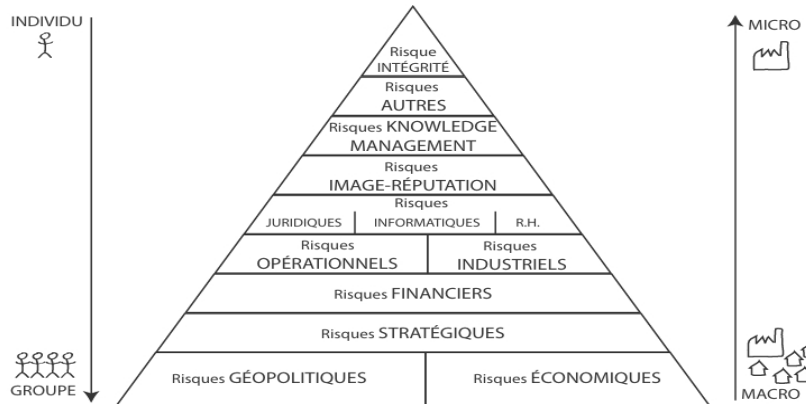 INDIVIDU
MICRO
Risque
INTÉGRITÉ
Risques
AUTRES
Risques KNOWLEDGE
MANAGEMENT
Risques
IMAGE-RÉPUTATION
Risques
JURIDIQUES INFORMATIQUES R.H.
Risques Risques
OPÉRATIONNELS INDUSTRIELS
Risques FINANCIERS
Risques STRATÉGIQUES
Risques GÉOPOLITIQUES Risques ÉCONOMIQUES
GROUPE
MACRO